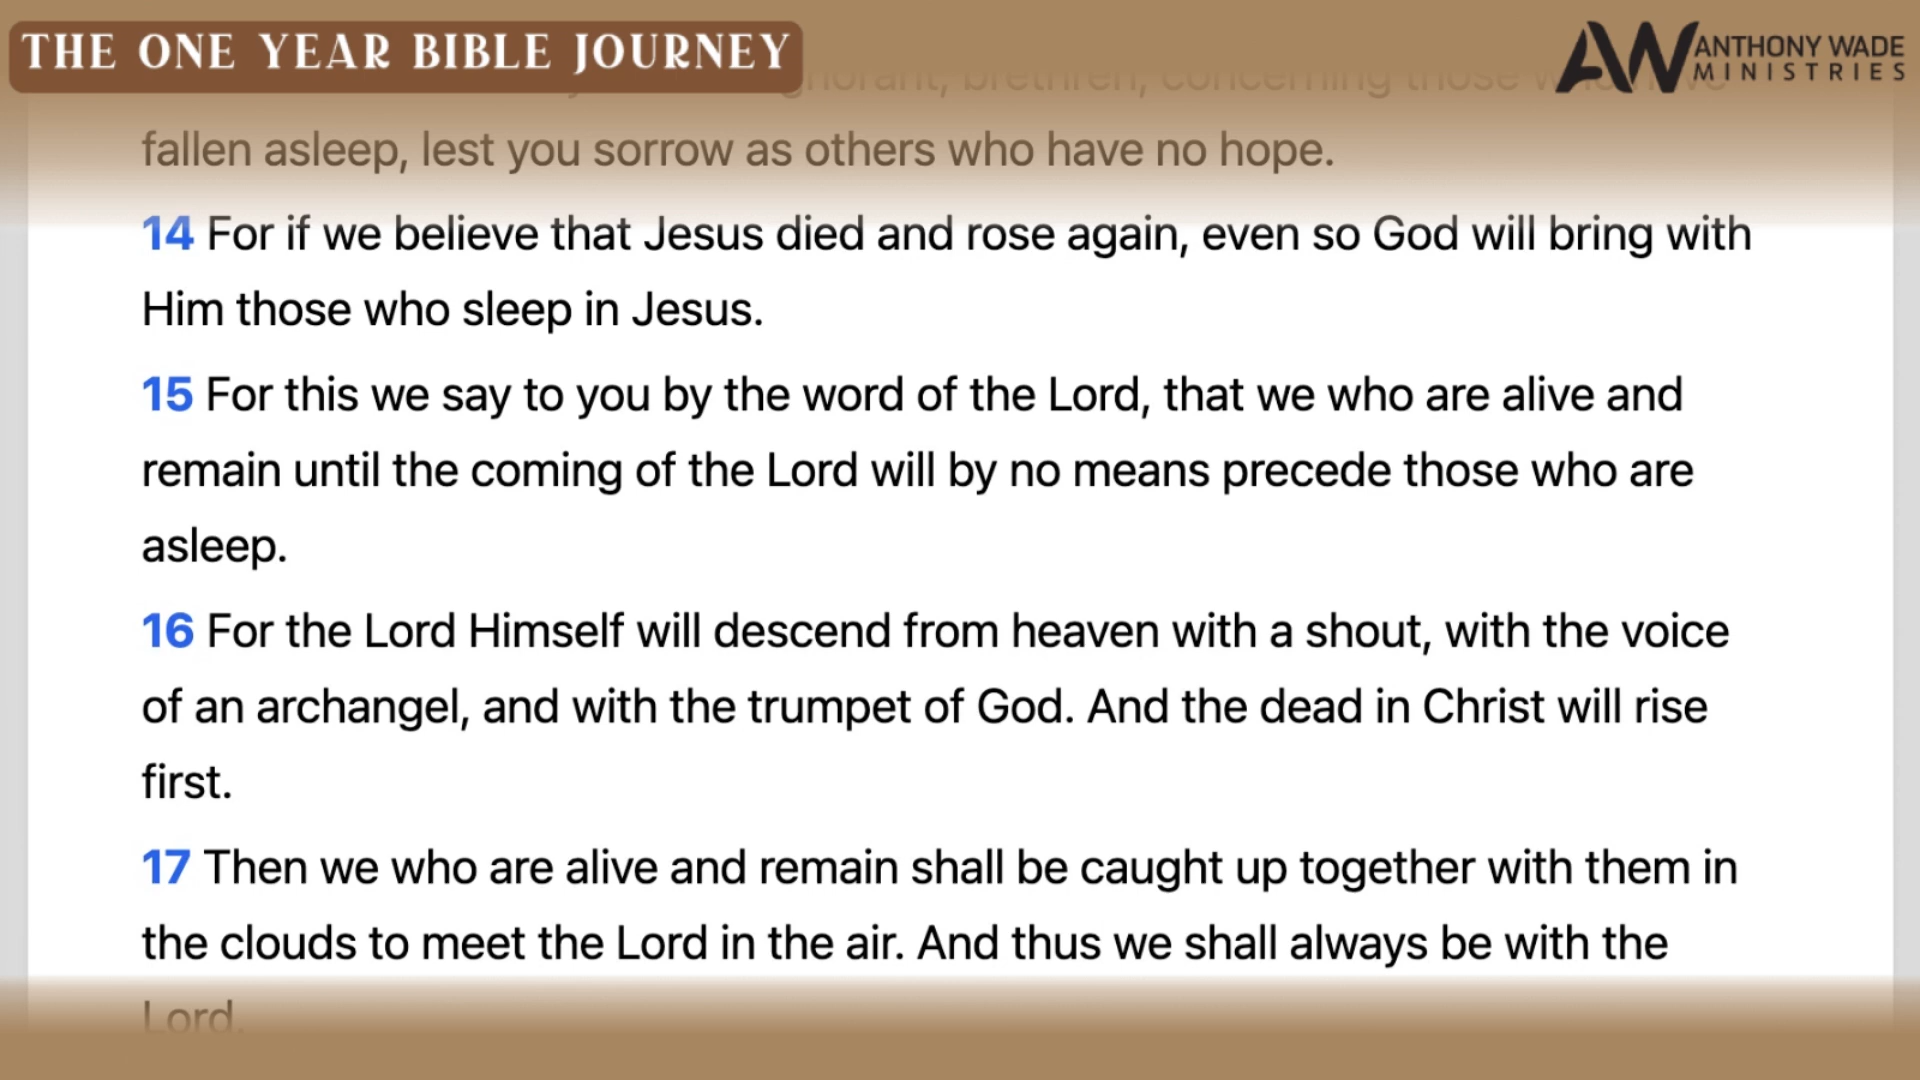 THE ONE YEAR BIBLE JOURNEY
ANTHONY WADE
MINISTRIES
brethren, concerning those
fallen asleep, lest you sorrow as others who have no hope.
14 For if we believe that Jesus died and rose again, even so God will bring with
Him those who sleep in Jesus.
15 For this we say to you by the word of the Lord, that we who are alive and
remain until the coming of the Lord will by no means precede those who are
asleep.
16 For the Lord Himself will descend from heaven with a shout, with the voice
of an archangel, and with the trumpet of God. And the dead in Christ will rise
first.
17 Then we who are alive and remain shall be caught up together with them in
the clouds to meet the Lord in the air. And thus we shall always be with the
Lord.